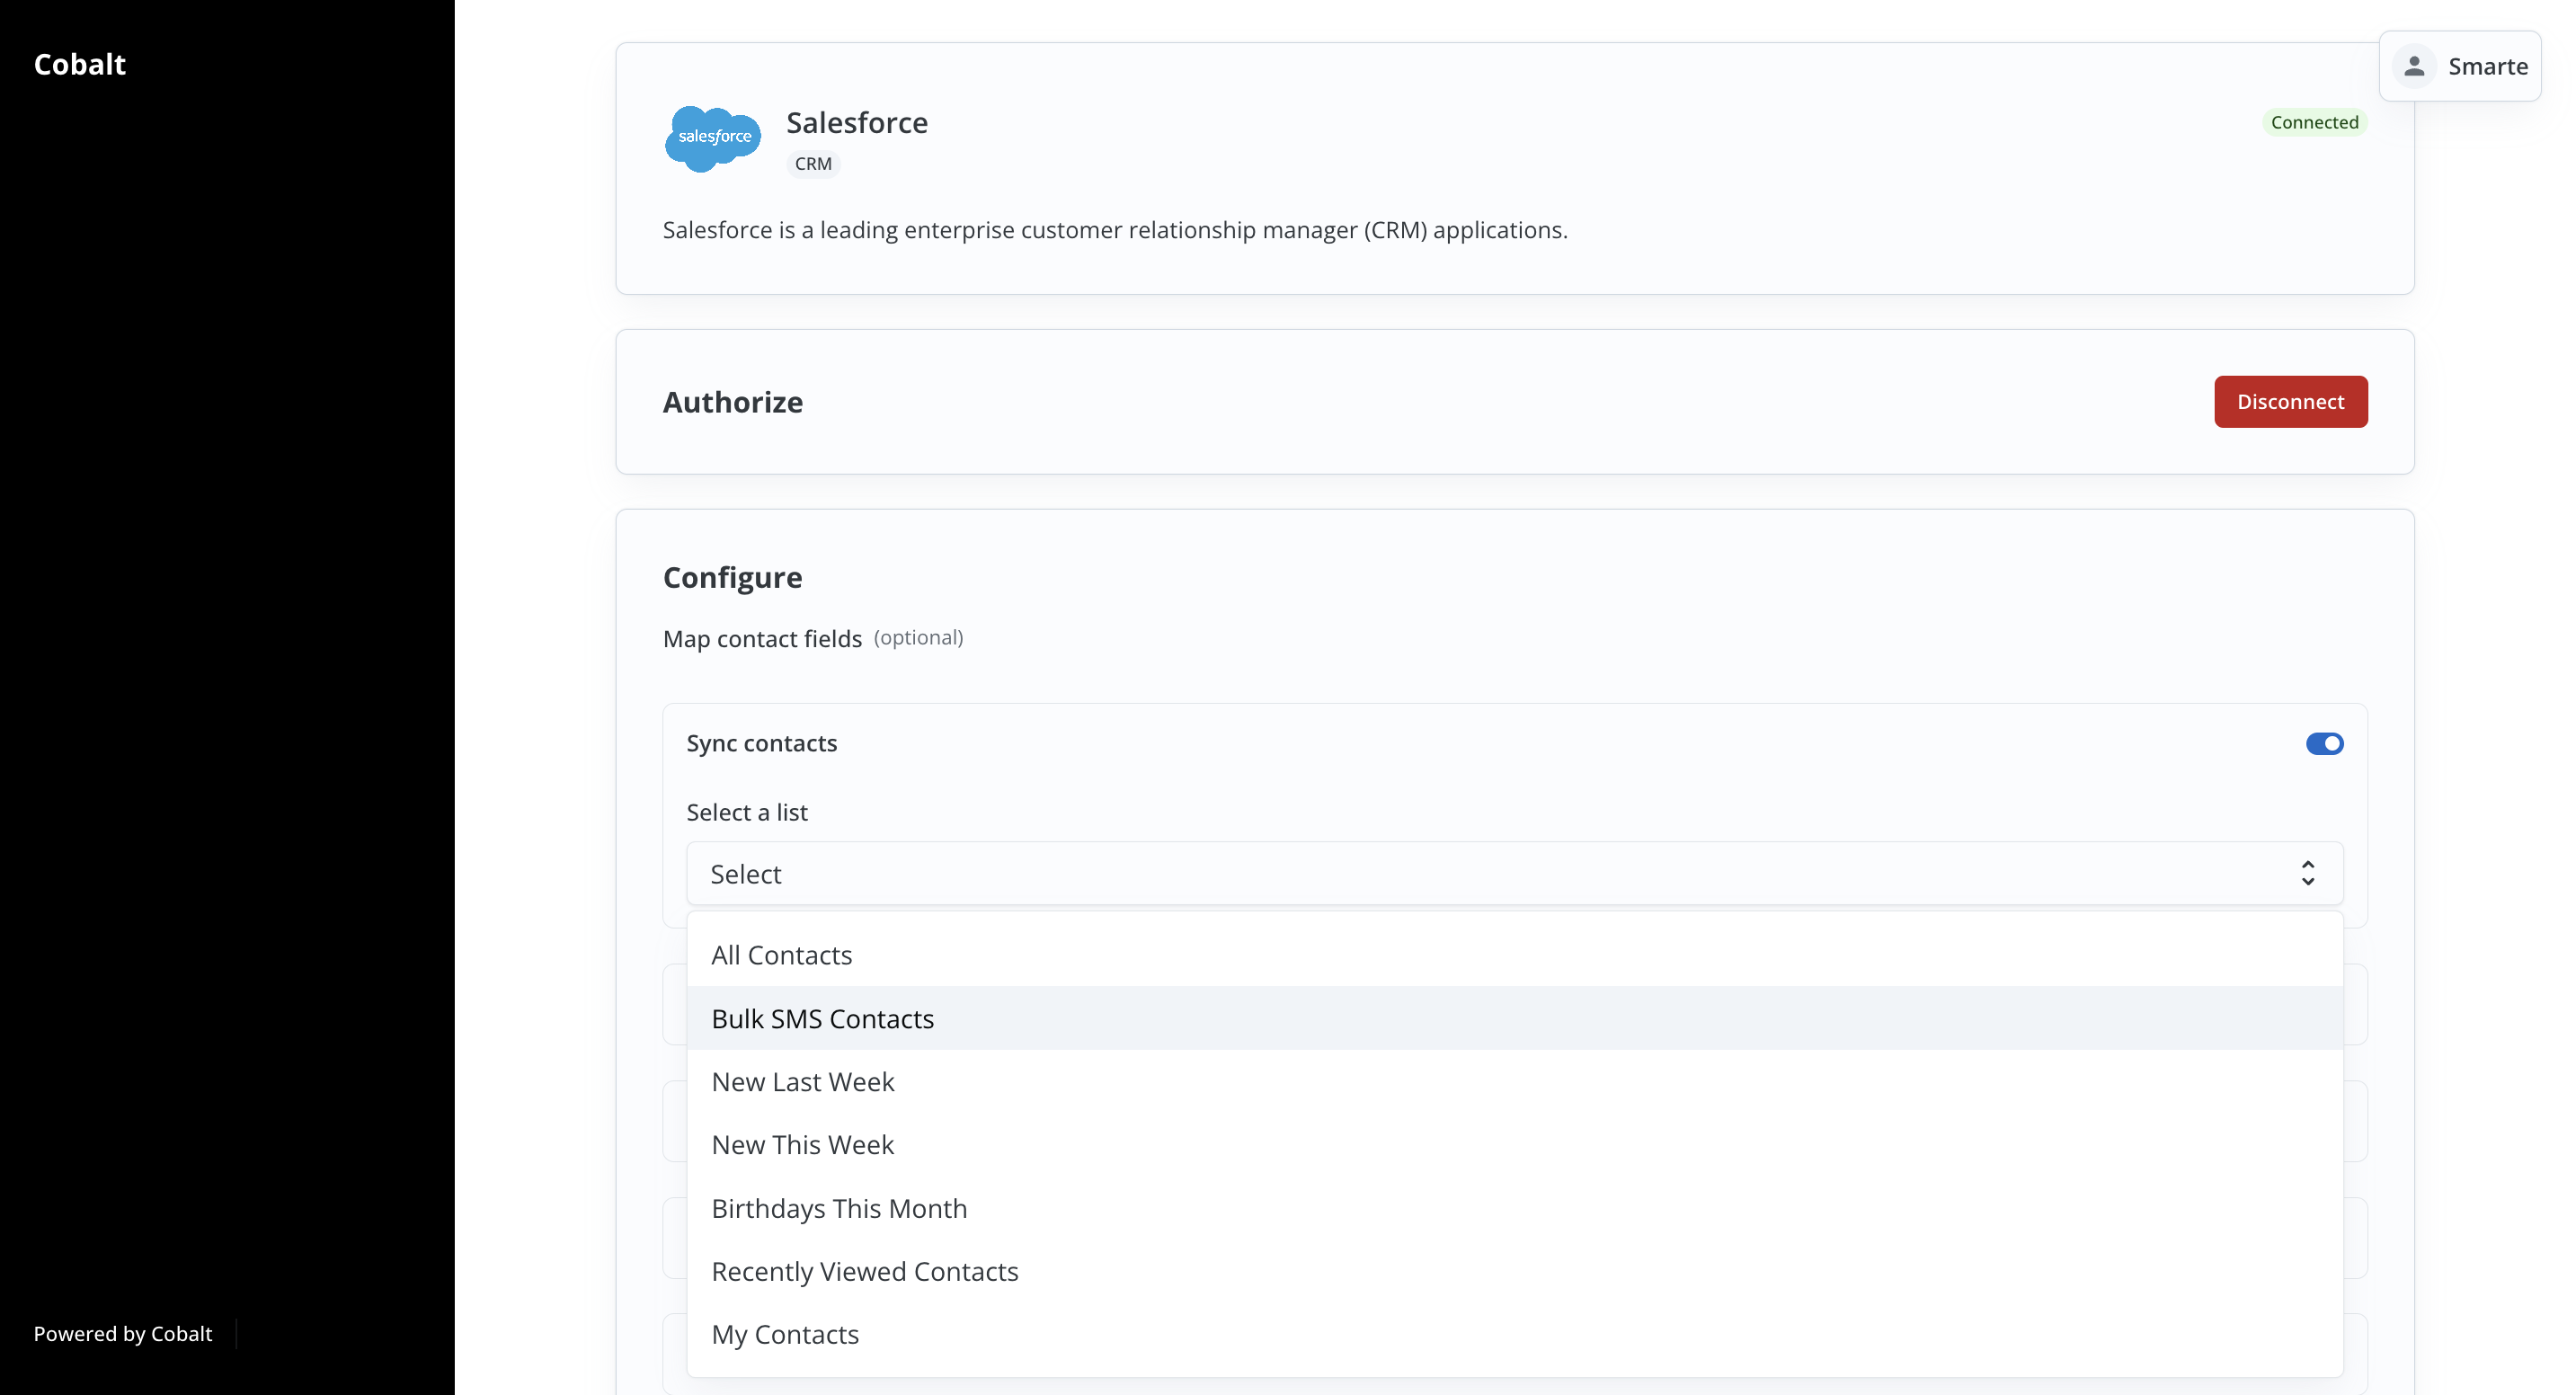 Cobalt
Smarte
salesforce
Salesforce
Connected
CRM
Salesforce is a leading enterprise customer relationship manager (CRM) applications.
Authorize
Disconnect
Configure
Map contact fields (optional)
Sync contacts
Select a list
Select
All Contacts
Bulk SMS Contacts
New Last Week
New This Week
Birthdays This Month
Recently Viewed Contacts
My Contacts
Powered by Cobalt